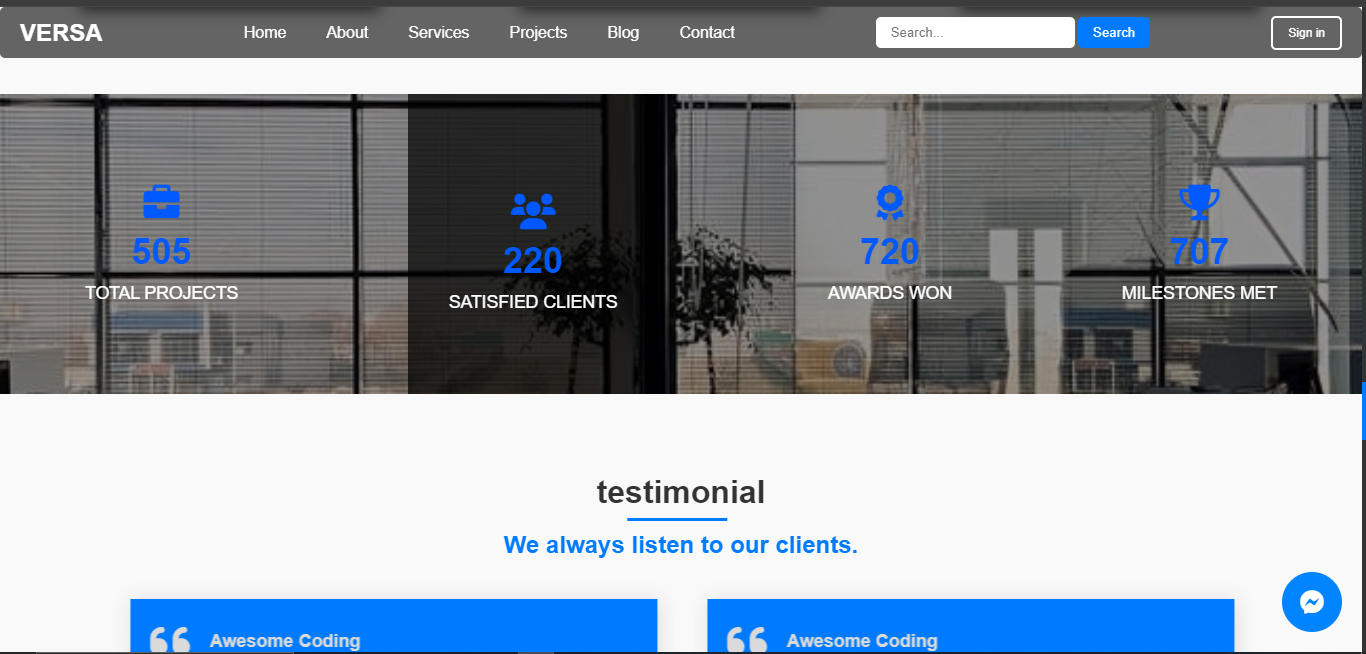 VERSA Home About Services Projects Blog Contact Search... Search Sign in
505 220 720 707
TOTAL PROJECTS SATISFIED CLIENTS AWARDS WON MILESTONES MET
testimonial
We always listen to our clients.
Awesome Coding Awesome Coding